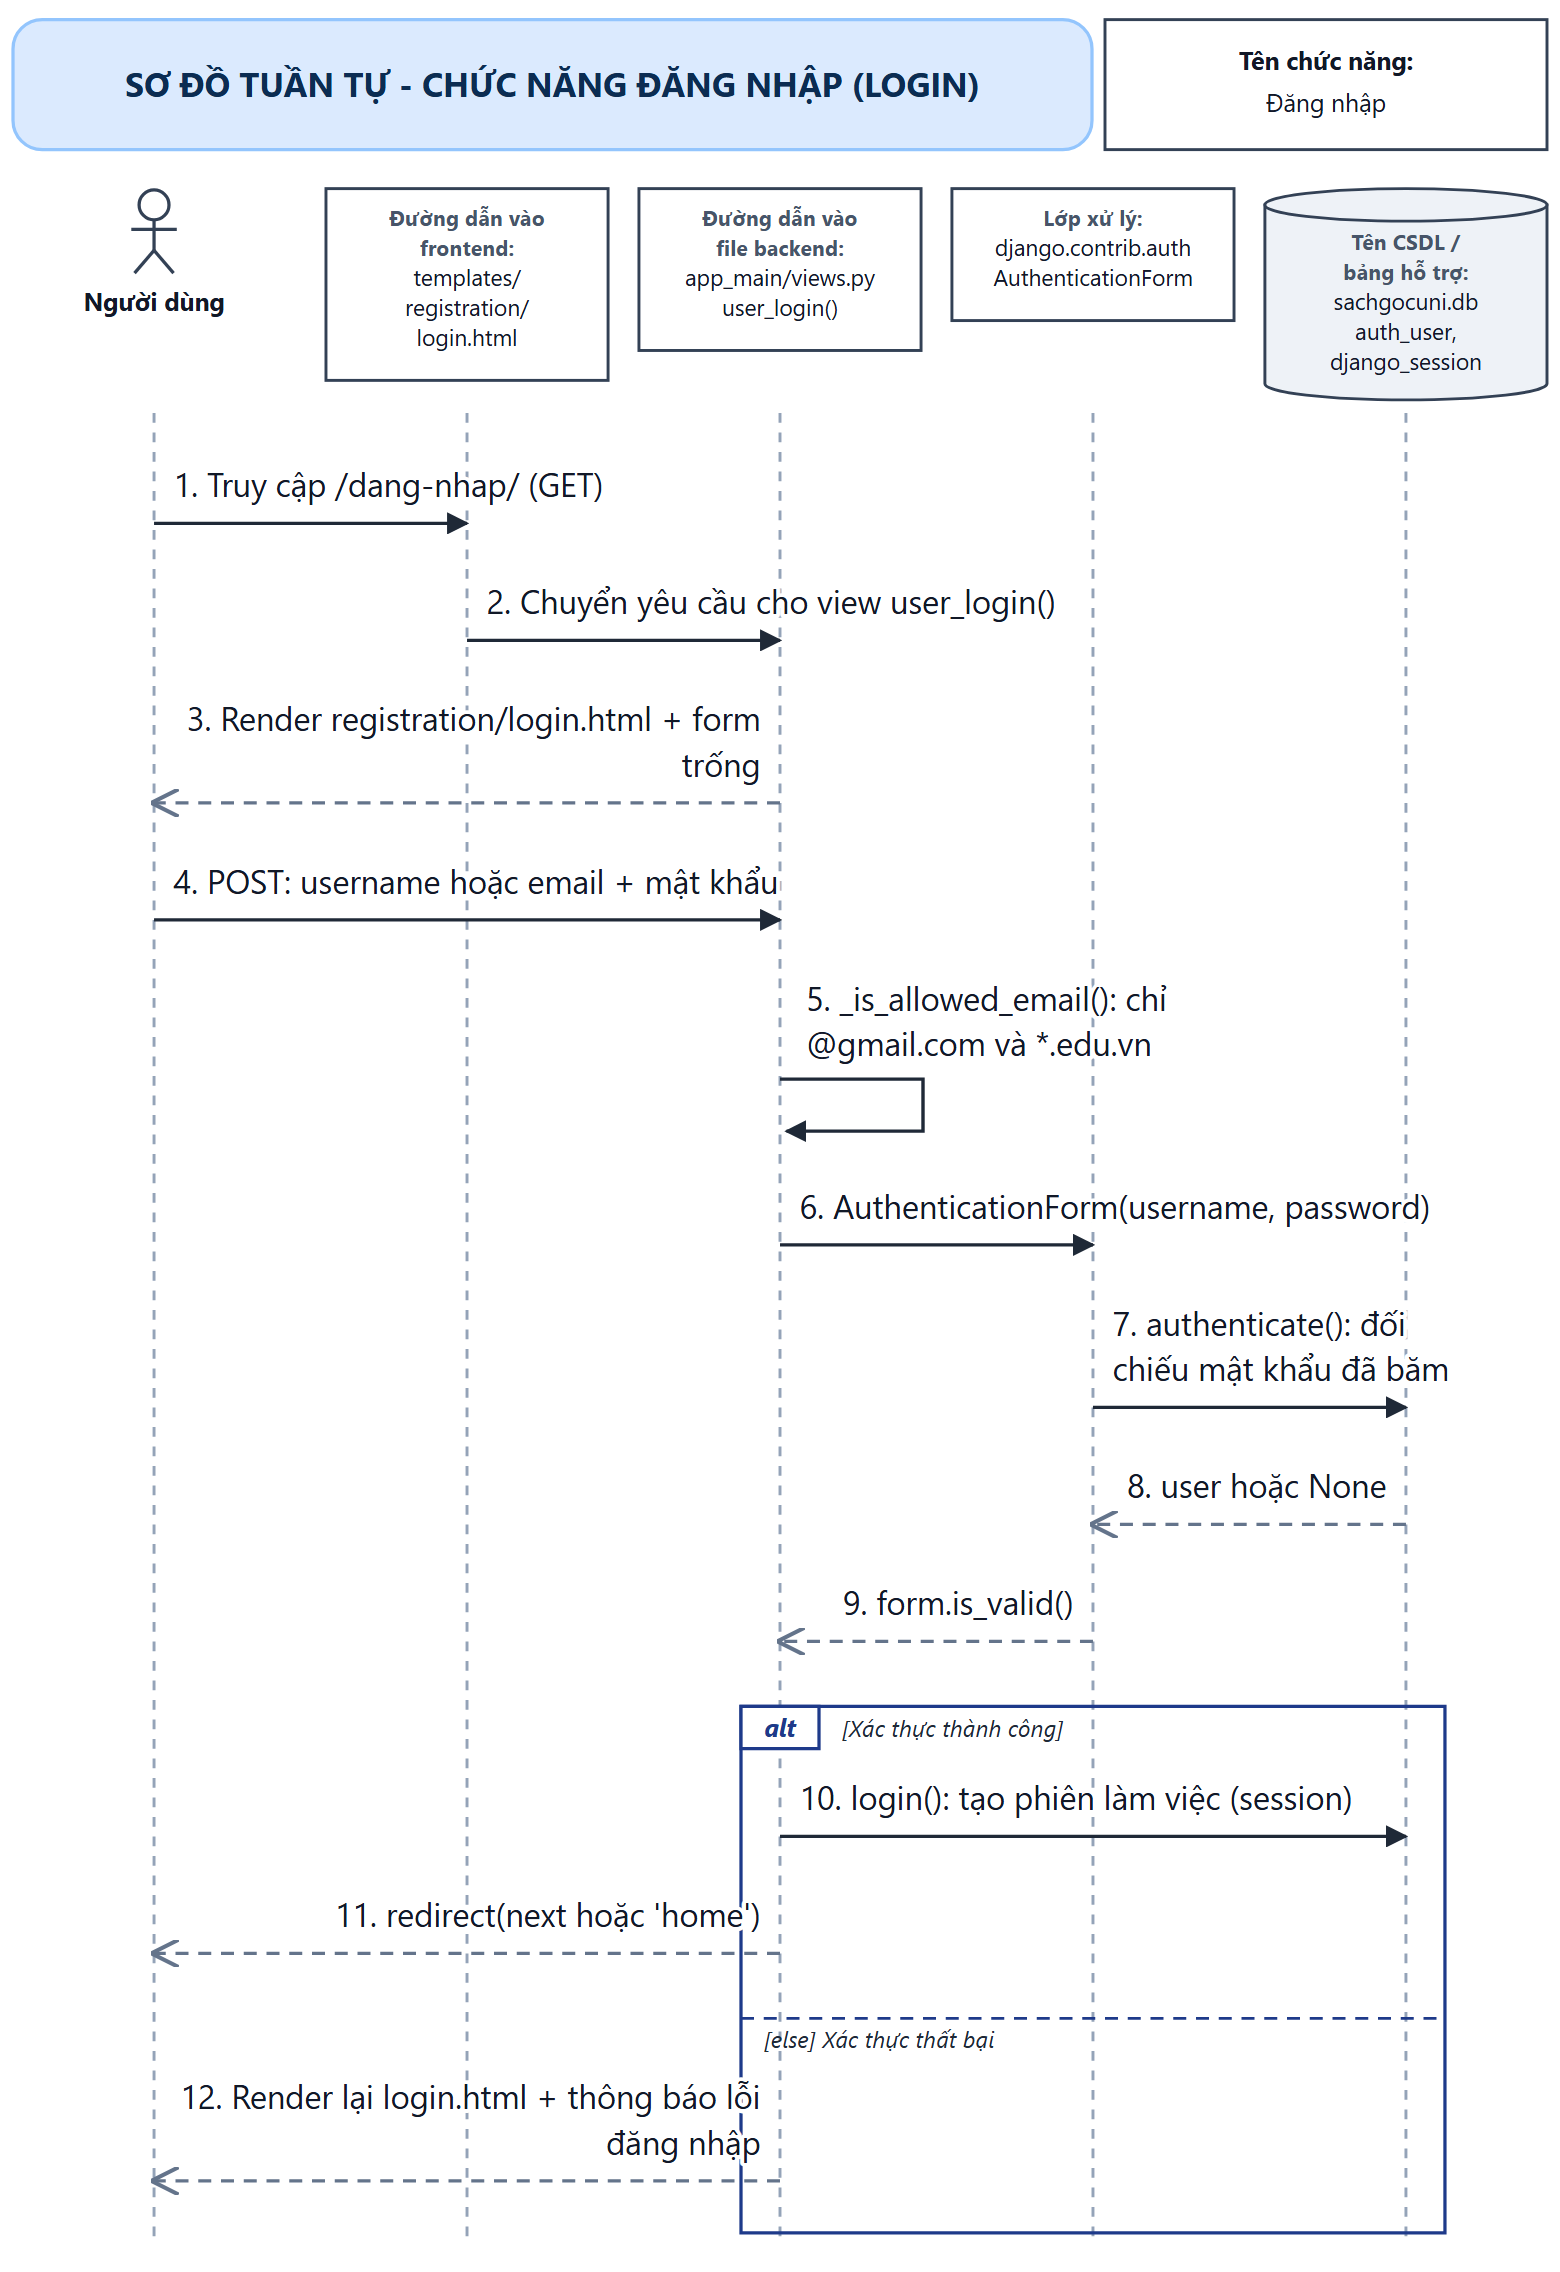 SƠ ĐỒ TUẦN TỰ - CHỨC NĂNG ĐĂNG NHẬP (LOGIN)
Tên chức năng:
Đăng nhập
Người dùng
Đường dẫn vào
frontend:
templates/
registration/
login.html
Đường dẫn vào
file backend:
app_main/views.py
user_login()
Lớp xử lý:
django.contrib.auth
AuthenticationForm
Tên CSDL /
bảng hỗ trợ:
sachgocuni.db
auth_user,
django_session
1. Truy cập /dang-nhap/ (GET)
2. Chuyển yêu cầu cho view user_login()
3. Render registration/login.html + form
trống
4. POST: username hoặc email + mật khẩu
5. _is_allowed_email(): chỉ
@gmail.com và *.edu.vn
6. AuthenticationForm(username, password)
7. authenticate(): đối
chiếu mật khẩu đã băm
8. user hoặc None
9. form.is_valid()
alt [Xác thực thành công]
10. login(): tạo phiên làm việc (session)
11. redirect(next hoặc 'home')
[else] Xác thực thất bại
12. Render lại login.html + thông báo lỗi
đăng nhập